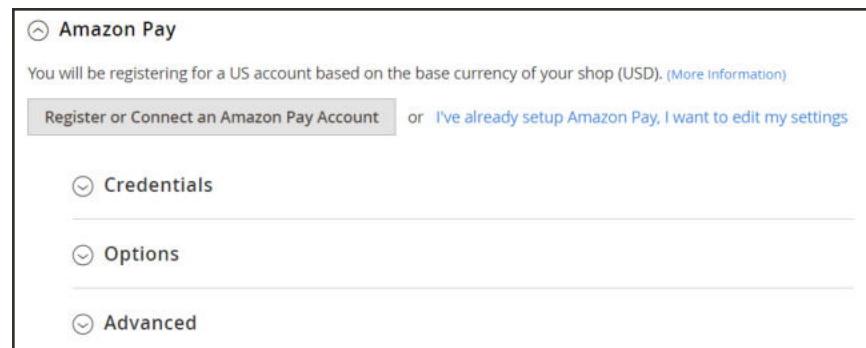 Amazon Pay
You will be registering for a US account based on the base currency of your shop (USD). (More Information)
Register or Connect an Amazon Pay Account or I've already setup Amazon Pay, I want to edit my settings
Credentials
Options
Advanced